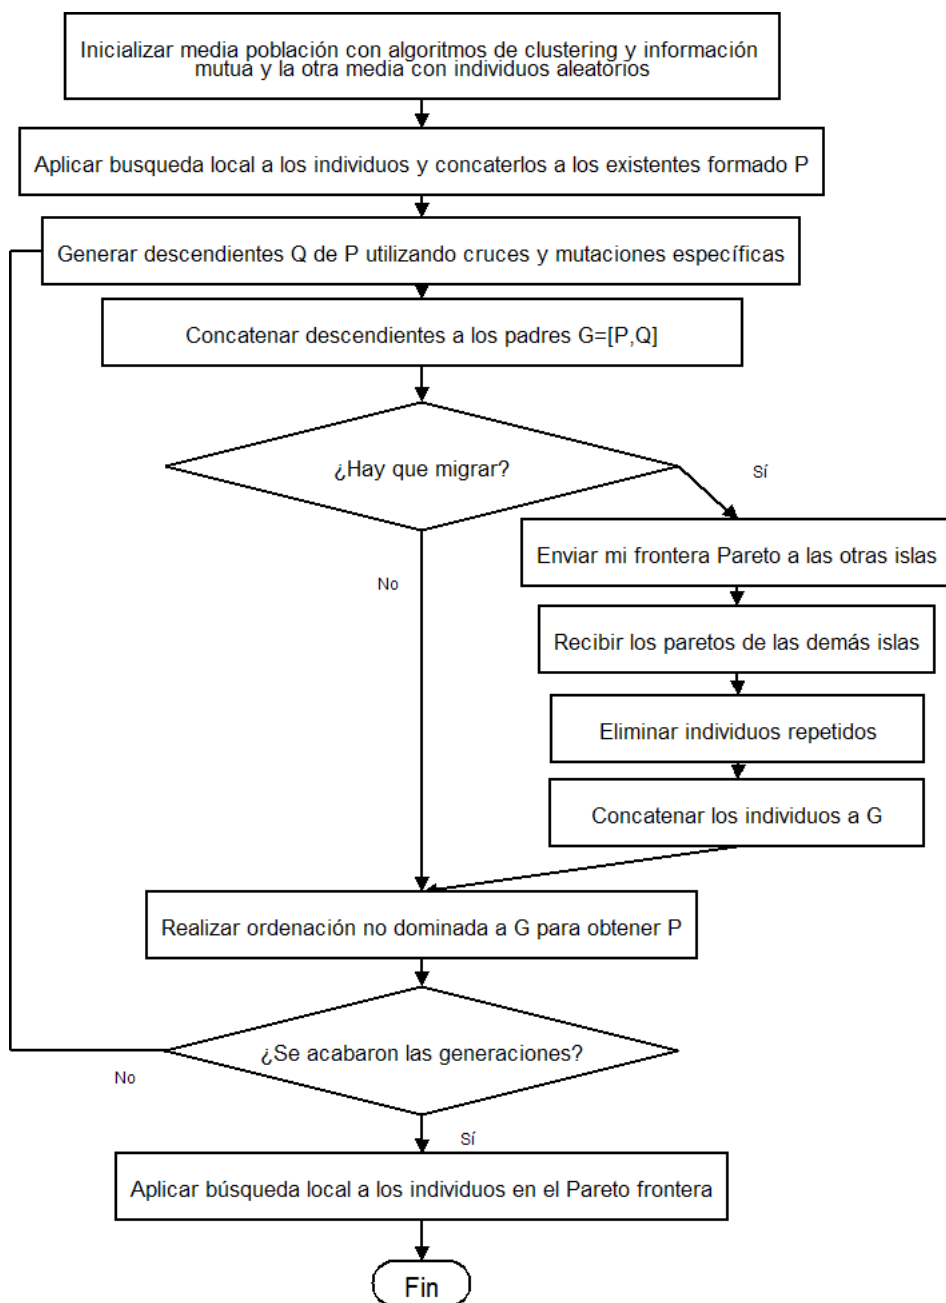 Inicializar media población con algoritmos de clustering y información
mutua y la otra media con individuos aleatorios
Aplicar busqueda local a los individuos y concaterlos a los existentes formado P
Generar descendientes Q de P utilizando cruces y mutaciones específicas
Concatenar descendientes a los padres G=[P,Q]
¿Hay que migrar?
Sí
Enviar mi frontera Pareto a las otras islas
No
Recibir los paretos de las demás islas
Eliminar individuos repetidos
Concatenar los individuos a G
Realizar ordenación no dominada a G para obtener P
¿Se acabaron las generaciones?
No
Sí
Aplicar búsqueda local a los individuos en el Pareto frontera
Fin